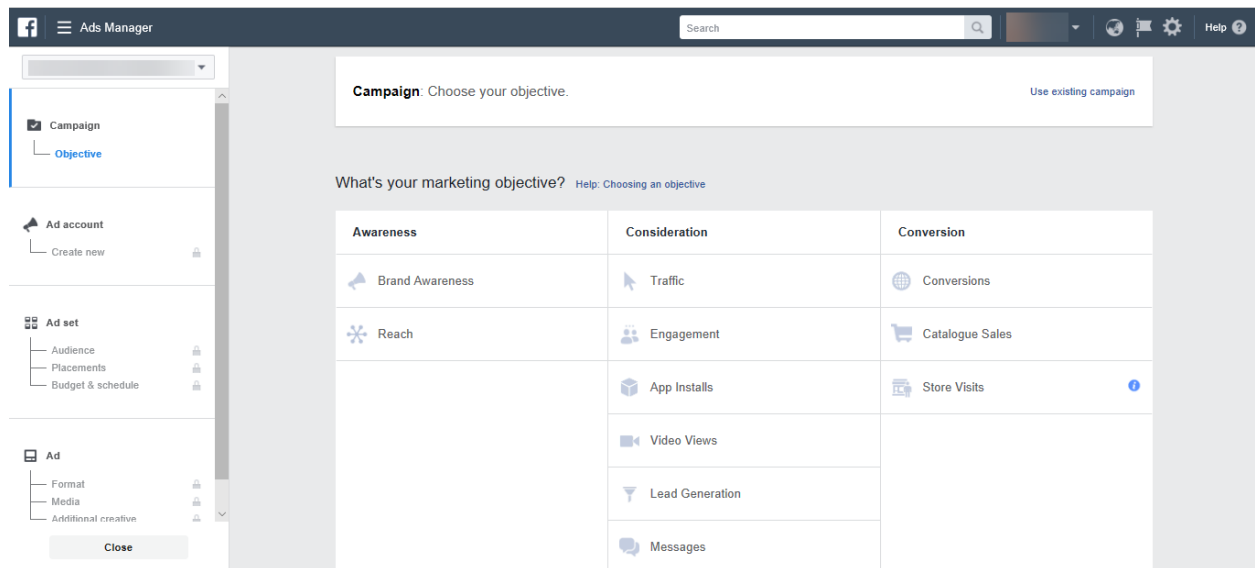 f Ads Manager Search Help ?
Campaign
Objective
Ad account
Create new
Ad set
Audience
Placements
Budget & schedule
Ad
Format
Media
Additional creative
Close
Campaign: Choose your objective. Use existing campaign
What's your marketing objective? Help: Choosing an objective
Awareness Consideration Conversion
Brand Awareness Traffic Conversions
Reach Engagement Catalogue Sales
App Installs Store Visits i
Video Views
Lead Generation
Messages